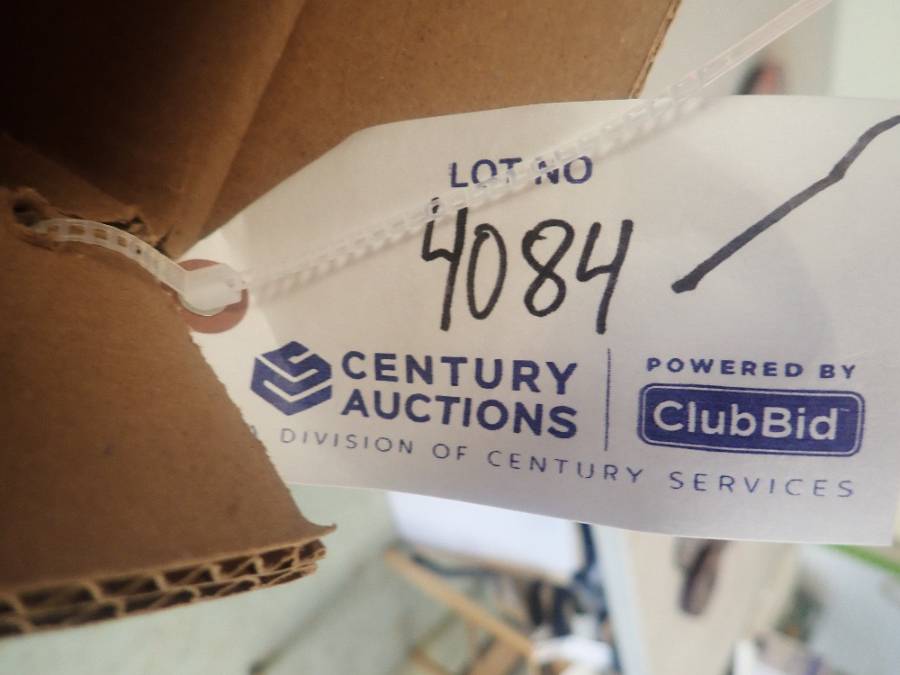 LOT NO
4084
CENTURY
AUCTIONS
DIVISION OF CENTURY SERVICES
POWERED BY
ClubBid